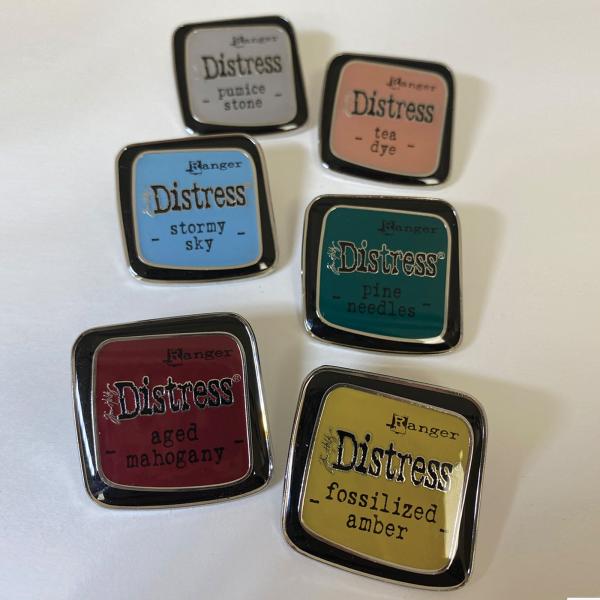 Ranger
Distress
- pumice -
stone
Ranger
Distress
- tea -
dye
Ranger
Distress
- stormy -
sky
Ranger
Distress®
- pine -
needles
Ranger
Distress®
- aged -
mahogany
Ranger
Distress
- fossilized -
amber